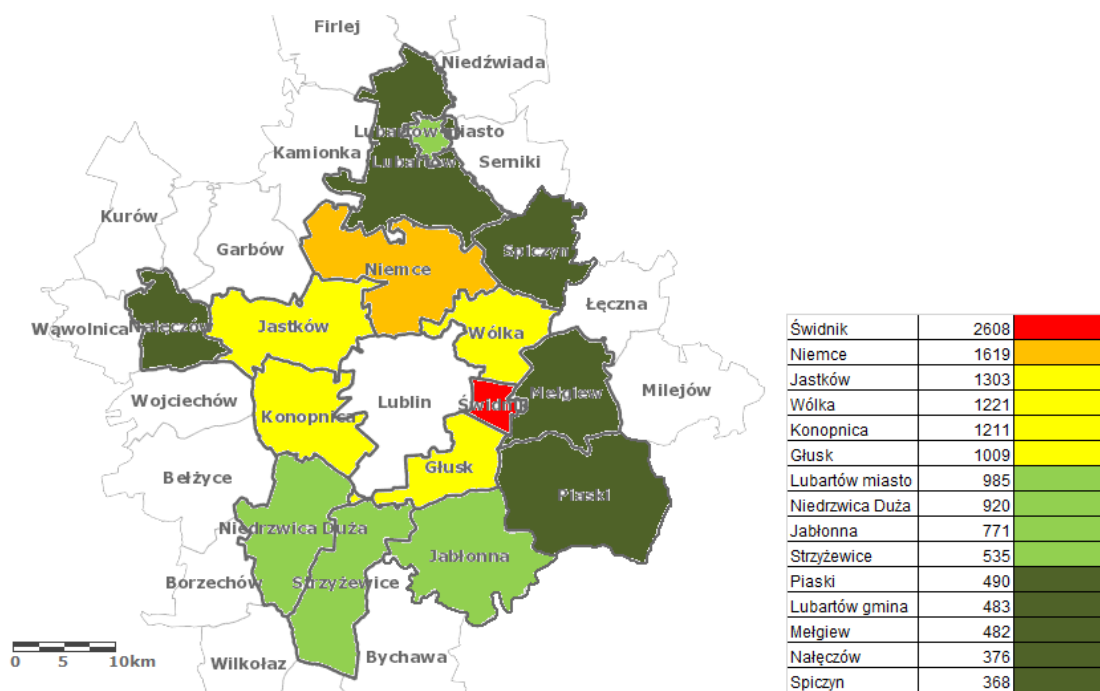 Firlej
Niedźwiada
Lubartów miasto
Kamionka
Lubartów
Serniki
Kurów
Garbów
Spiczyn
Niemce
Łęczna
Wąwolnica
Nałęczów
Jastków
Wólka
Wojciechów
Konopnica
Lublin
Świdnik
Mełgiew
Milejów
Głusk
Bełżyce
Piaski
Niedrzwica Duża
Jabłonna
Borzechów
Strzyżewice
Wilkołaz
Bychawa
0 5 10km
Świdnik 2608
Niemce 1619
Jastków 1303
Wólka 1221
Konopnica 1211
Głusk 1009
Lubartów miasto 985
Niedrzwica Duża 920
Jabłonna 771
Strzyżewice 535
Piaski 490
Lubartów gmina 483
Mełgiew 482
Nałęczów 376
Spiczyn 368